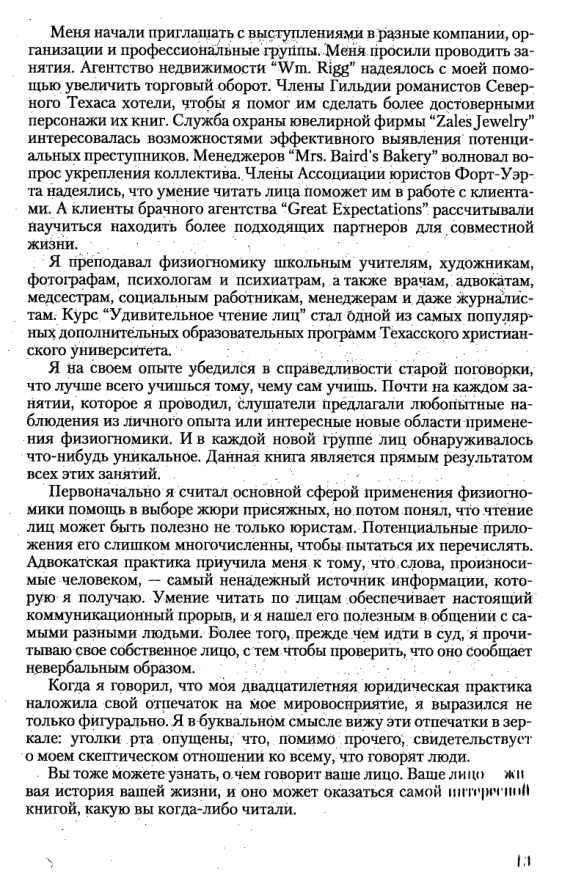 Меня начали приглашать с выступлениями в разные компании, ор-
ганизации и профессиональные группы. Меня просили проводить за-
нятия. Агентство недвижимости “Wm. Rigg” надеялось с моей помо-
щью увеличить торговый оборот. Члены Гильдии романистов Север-
ного Техаса хотели, чтобы я помог им сделать более достоверными
персонажи их книг. Служба охраны ювелирной фирмы “Zales Jewelry”
интересовалась возможностями эффективного выявления потенци-
альных преступников. Менеджеров “Mrs. Baird's Bakery” волновал во-
прос укрепления коллектива. Члены Ассоциации юристов Форт-Уэр-
та надеялись, что умение читать лица поможет им в работе с клиента-
ми. А клиенты брачного агентства “Great Expectations” рассчитывали
научиться находить более подходящих партнеров для совместной
жизни.
Я преподавал физиогномику школьным учителям, художникам,
фотографам, психологам и психиатрам, а также врачам, адвокатам,
медсестрам, социальным работникам, менеджерам и даже журналис-
там. Курс “Удивительное чтение лиц” стал одной из самых популяр-
ных дополнительных образовательных программ Техасского христиан-
ского университета.
Я на своем опыте убедился в справедливости старой поговорки,
что лучше всего учишься тому, чему сам учишь. Почти на каждом за-
нятии, которое я проводил, слушатели предлагали любопытные на-
блюдения из личного опыта или интересные новые области примене-
ния физиогномики. И в каждой новой группе лиц обнаруживалось
что-нибудь уникальное. Данная книга является прямым результатом
всех этих занятий.
Первоначально я считал основной сферой применения физиогно-
мики помощь в выборе жюри присяжных, но потом понял, что чтение
лиц может быть полезно не только юристам. Потенциальные прило-
жения его слишком многочисленны, чтобы пытаться их перечислять.
Адвокатская практика приучила меня к тому, что слова, произноси-
мые человеком, — самый ненадежный источник информации, кото-
рую я получаю. Умение читать по лицам обеспечивает настоящий
коммуникационный прорыв, и я нашел его полезным в общении с са-
мыми разными людьми. Более того, прежде чем идти в суд, я прочи-
тываю свое собственное лицо, с тем чтобы проверить, что оно сообщает
невербальным образом.
Когда я говорил, что моя двадцатилетняя юридическая практика
наложила свой отпечаток на мое мировосприятие, я выразился не
только фигурально. Я в буквальном смысле вижу эти отпечатки в зер-
кале: уголки рта опущены, что, помимо прочего, свидетельствует
о моем скептическом отношении ко всему, что говорят люди.
Вы тоже можете узнать, о чем говорит ваше лицо. Ваше лицо жи
вая история вашей жизни, и оно может оказаться самой
книгой, какую вы когда-либо читали.